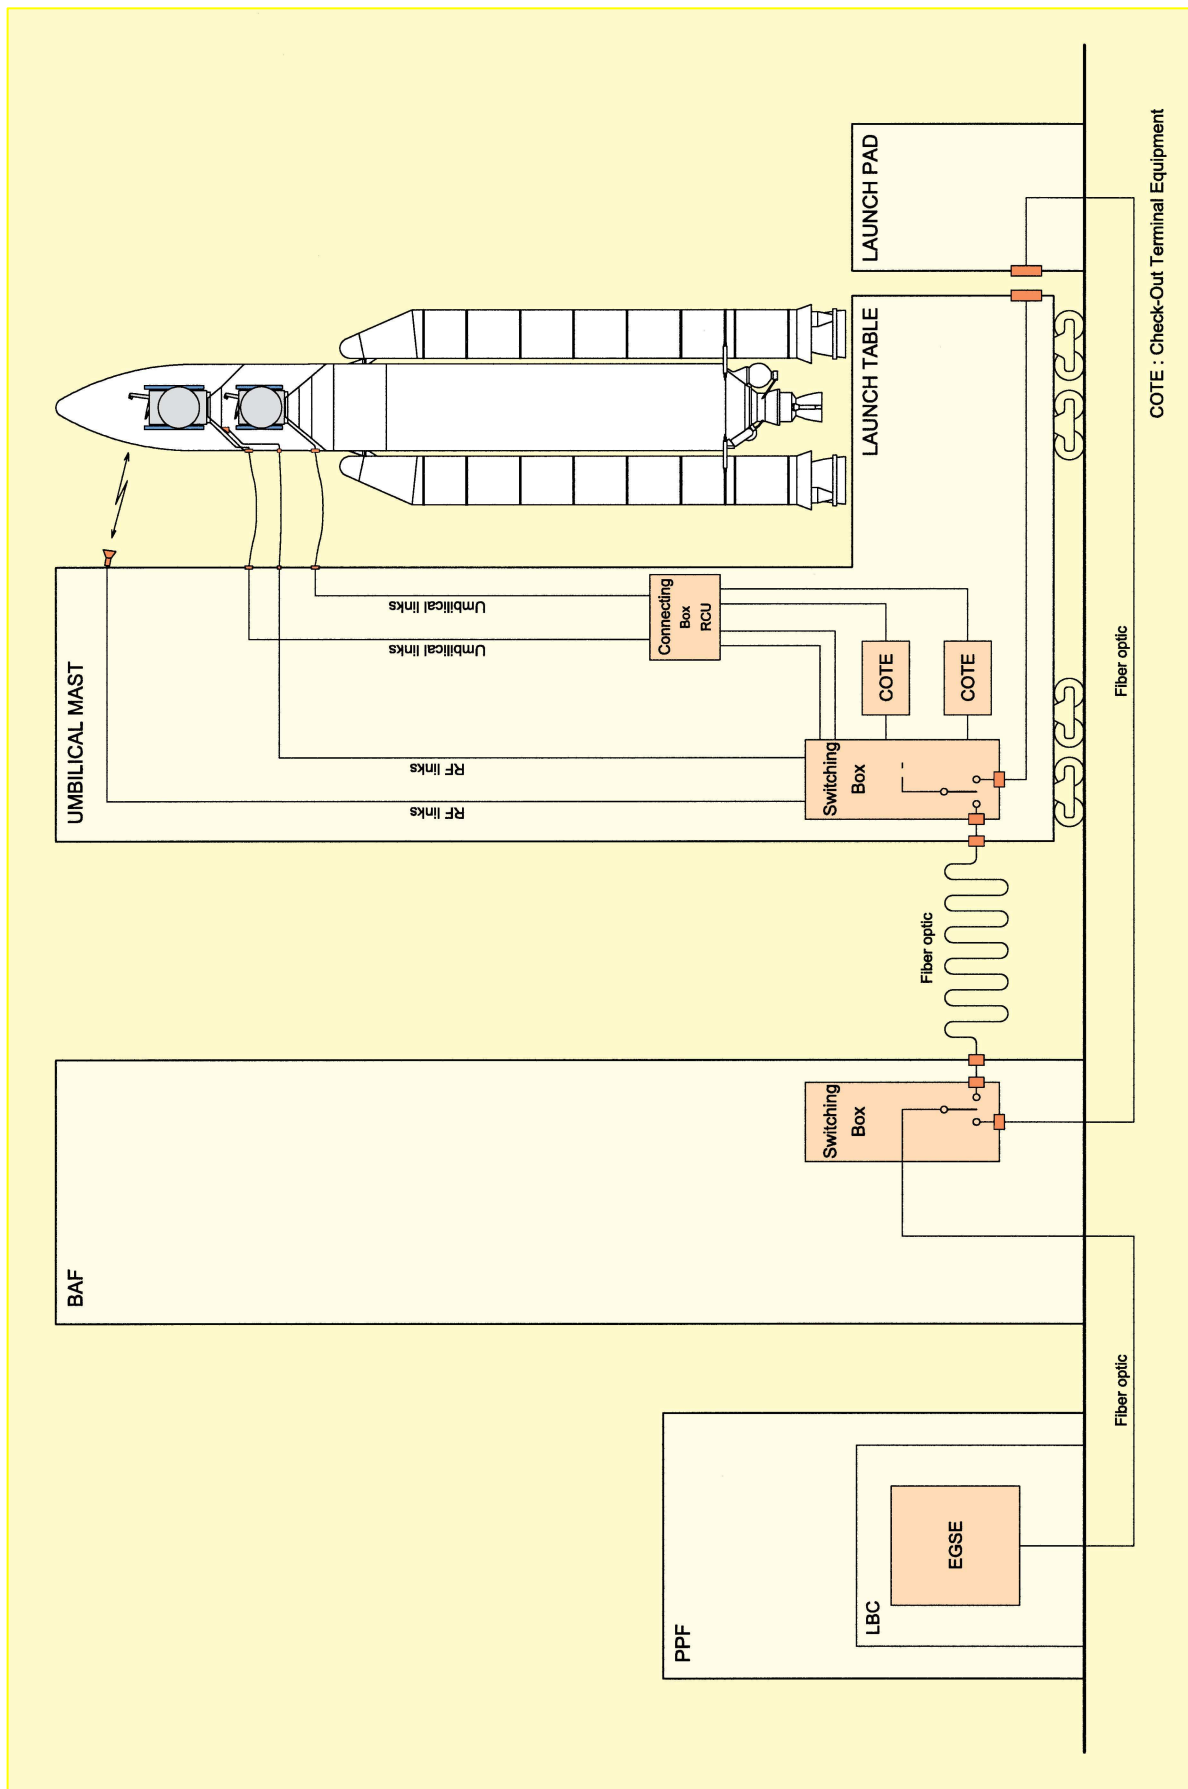 UMBILICAL MAST
LAUNCH TABLE
LAUNCH PAD
Umbilical links
Umbilical links
RF links
RF links
Connecting
Box
RCU
COTE
COTE
Switching
Box
Fiber optic
BAF
Switching
Box
Fiber optic
PPF
LBC
EGSE
Fiber optic
COTE : Check-Out Terminal Equipment